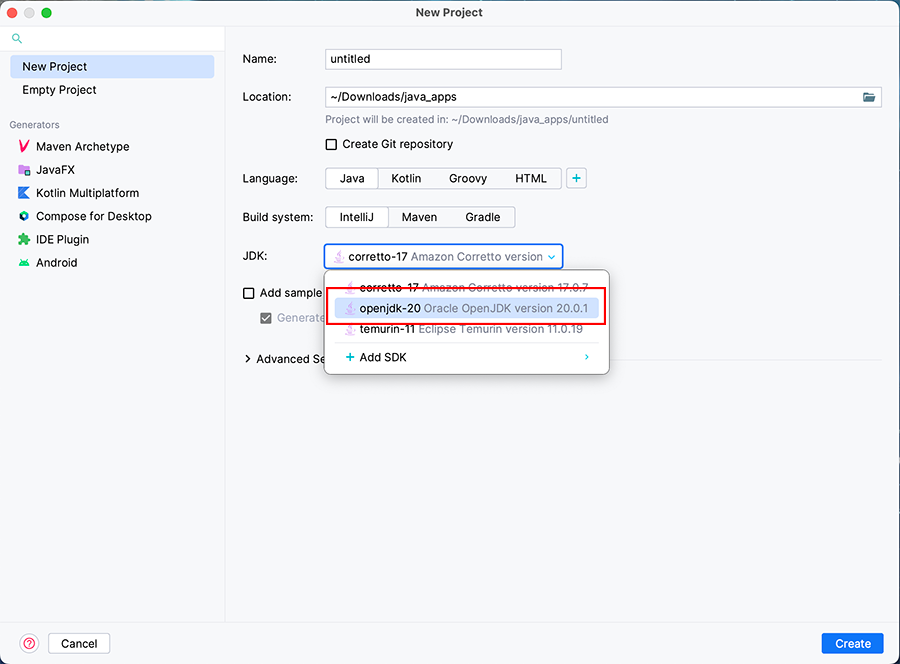 New Project
New Project
Empty Project
Generators
Maven Archetype
JavaFX
Kotlin Multiplatform
Compose for Desktop
IDE Plugin
Android
Name:
untitled
Location:
~/Downloads/java_apps
Project will be created in: ~/Downloads/java_apps/untitled
Create Git repository
Language:
Java Kotlin Groovy HTML +
Build system:
IntelliJ Maven Gradle
JDK:
corretto-17 Amazon Corretto version
corretto-17 Amazon Corretto version 17.0.7
Add sample
openjdk-20 Oracle OpenJDK version 20.0.1
Generate
temurin-11 Eclipse Temurin version 11.0.19
+ Add SDK
Advanced Se
? Cancel
Create